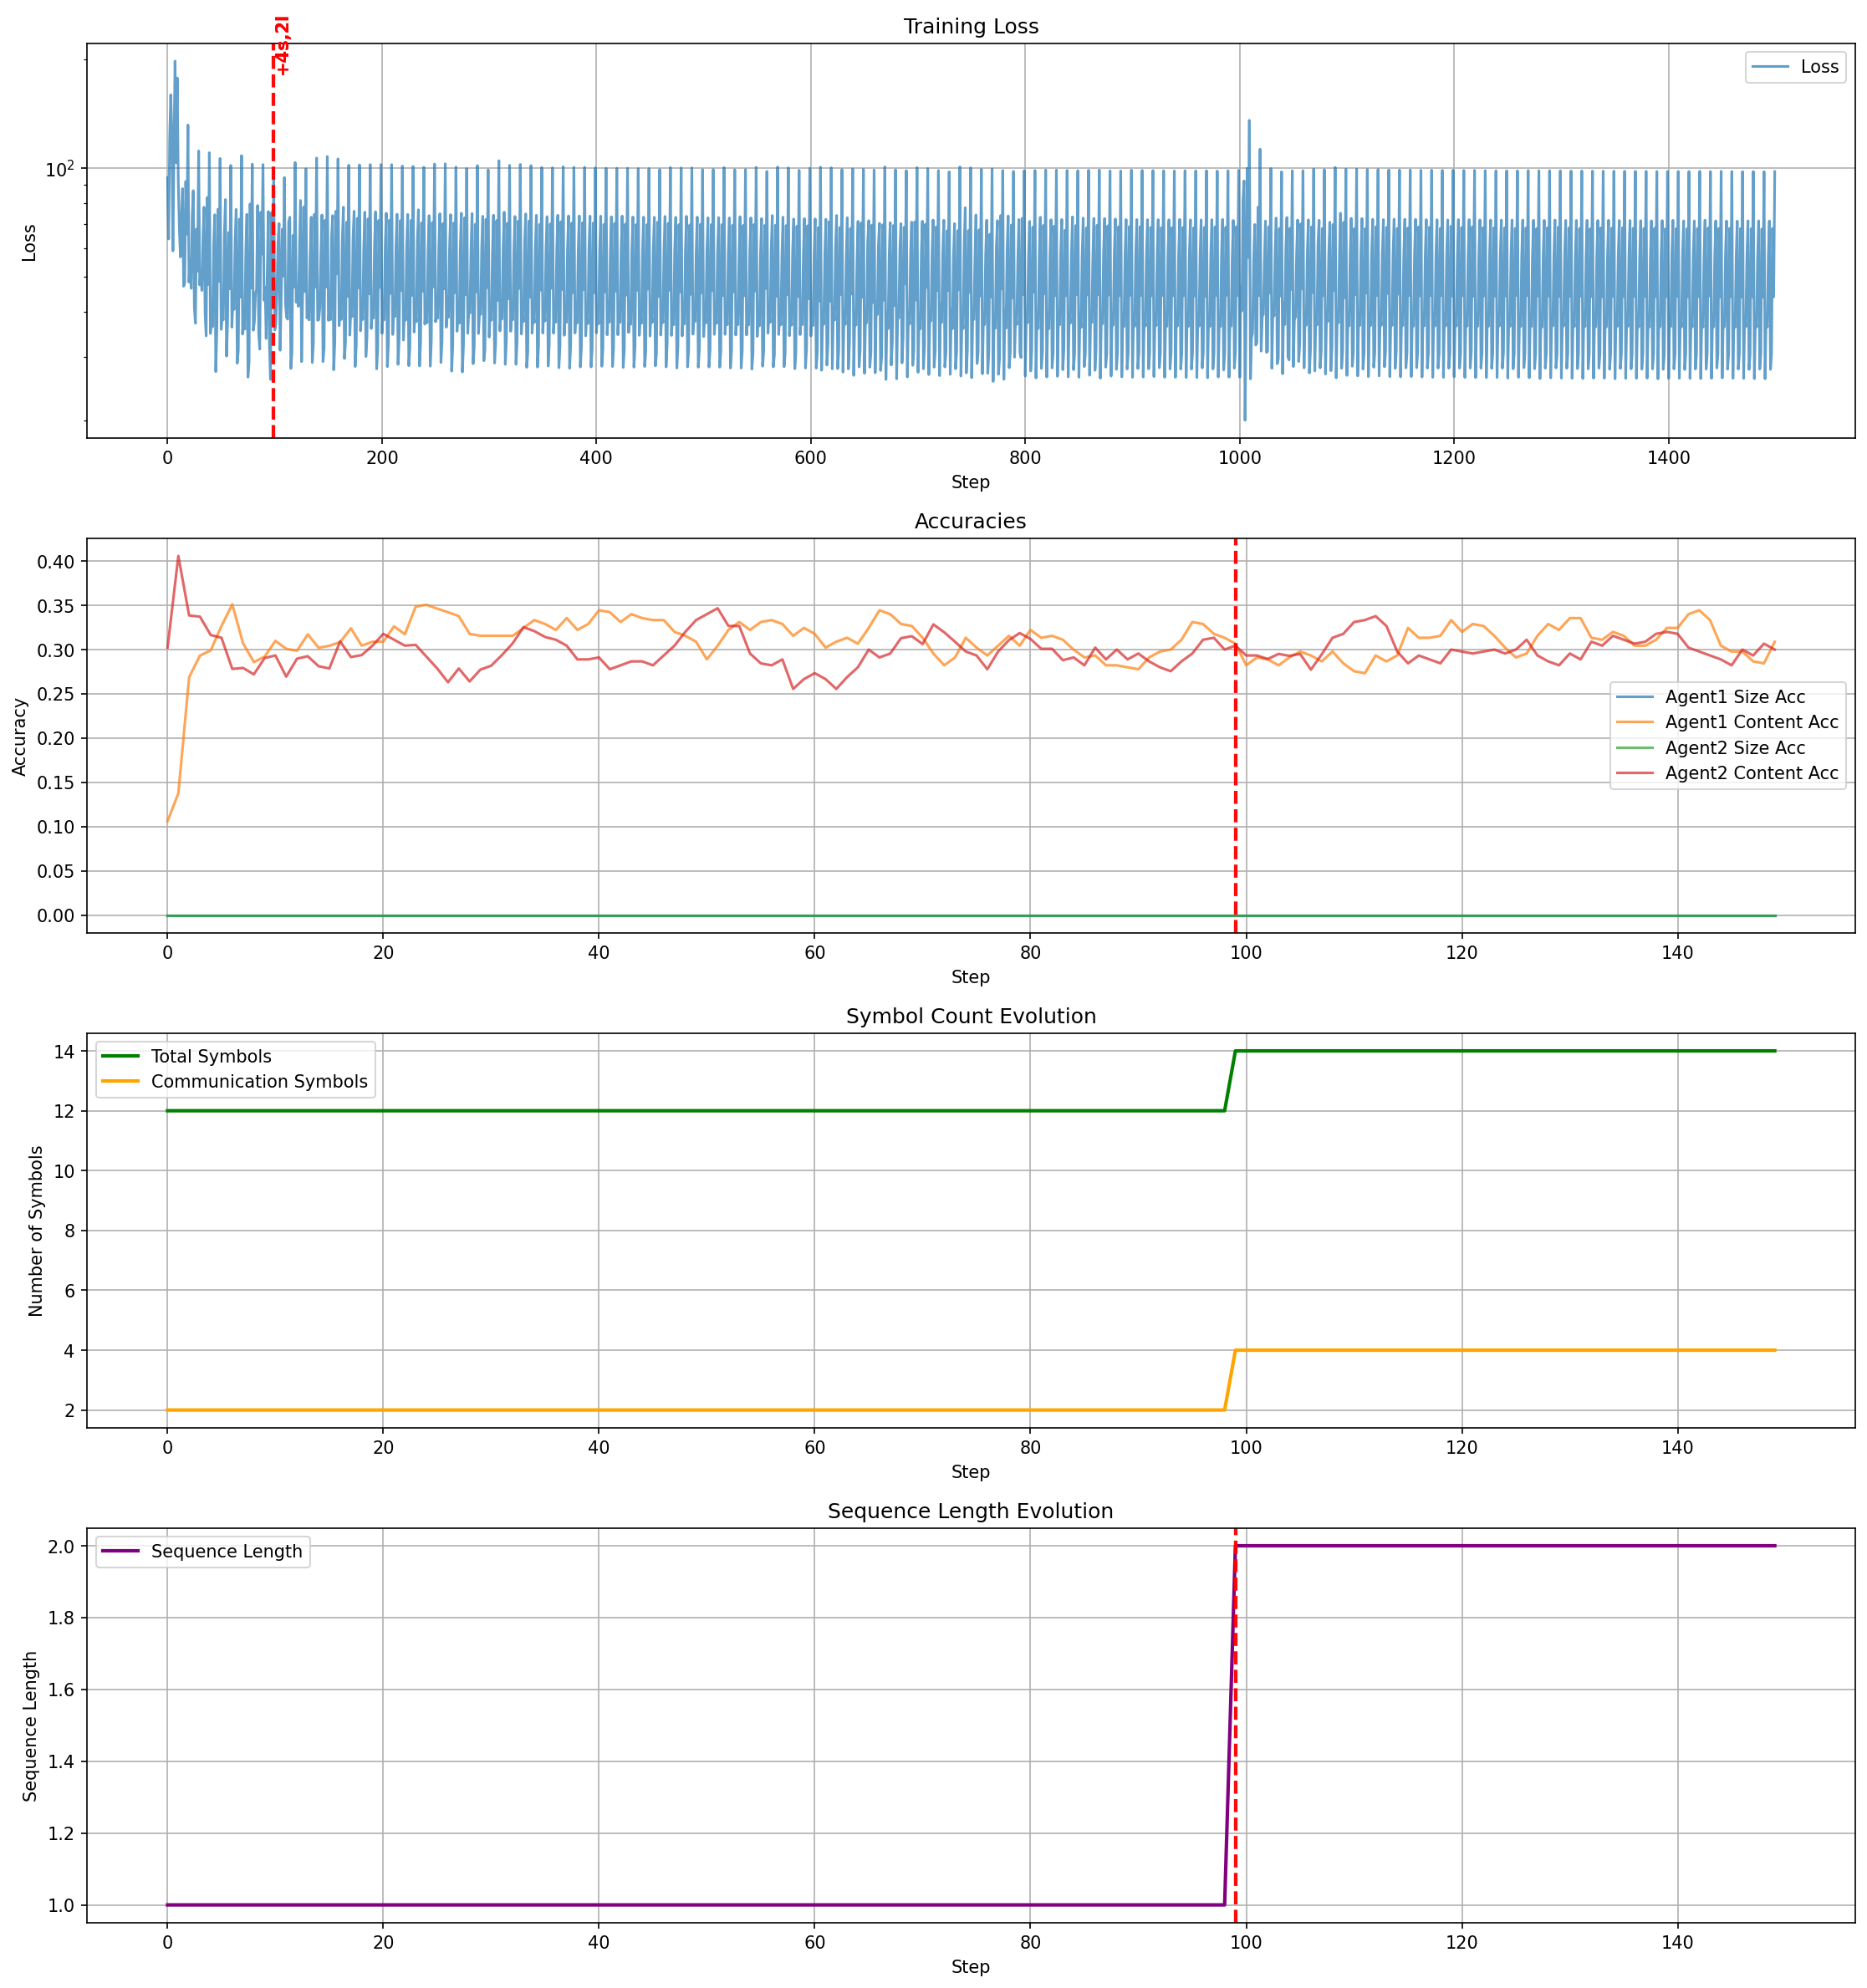 Training Loss
+4s,2l
Loss
10²
Loss
0 200 400 600 800 1000 1200 1400
Step
Accuracies
0.40
0.35
0.30
0.25
0.20
0.15
0.10
0.05
0.00
Accuracy
Agent1 Size Acc
Agent1 Content Acc
Agent2 Size Acc
Agent2 Content Acc
0 20 40 60 80 100 120 140
Step
Symbol Count Evolution
Total Symbols
Communication Symbols
14
12
10
8
6
4
2
Number of Symbols
0 20 40 60 80 100 120 140
Step
Sequence Length Evolution
Sequence Length
2.0
1.8
1.6
1.4
1.2
1.0
Sequence Length
0 20 40 60 80 100 120 140
Step